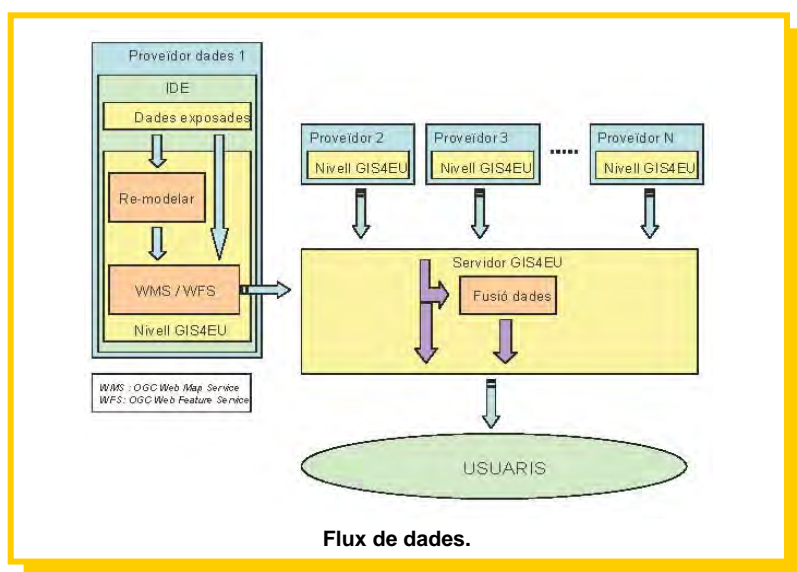 Proveïdor dades 1
IDE
Dades exposades
Re-modelar
WMS / WFS
Nivell GIS4EU
Proveïdor 2
Nivell GIS4EU
Proveïdor 3
Nivell GIS4EU
Proveïdor N
Nivell GIS4EU
Servidor GIS4EU
Fusió dades
WMS : OGC Web Map Service
WFS: OGC Web Feature Service
USUARIS
Flux de dades.